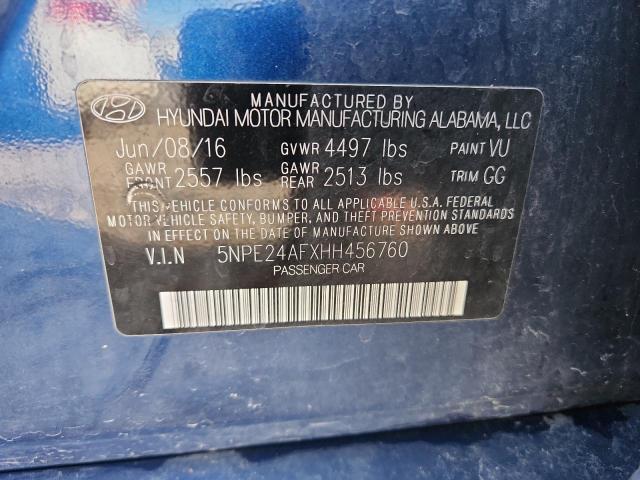 MANUFACTURED BY
HYUNDAI MOTOR MANUFACTURING ALABAMA, LLC
Jun/08/16 GVWR 4497 lbs PAINT VU
GAWR FRONT 2557 lbs GAWR REAR 2513 lbs TRIM GG
THIS VEHICLE CONFORMS TO ALL APPLICABLE U.S.A. FEDERAL
MOTOR VEHICLE SAFETY, BUMPER, AND THEFT PREVENTION STANDARDS
IN EFFECT ON THE DATE OF MANUFACTURE SHOWN ABOVE.
V.I.N 5NPE24AFXHH456760
PASSENGER CAR